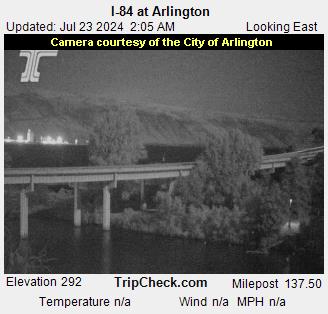 I-84 at Arlington
Updated: Jul 23 2024 2:05 AM Looking East
Camera courtesy of the City of Arlington
Elevation 292 TripCheck.com Milepost 137.50
Temperature n/a Wind n/a MPH n/a